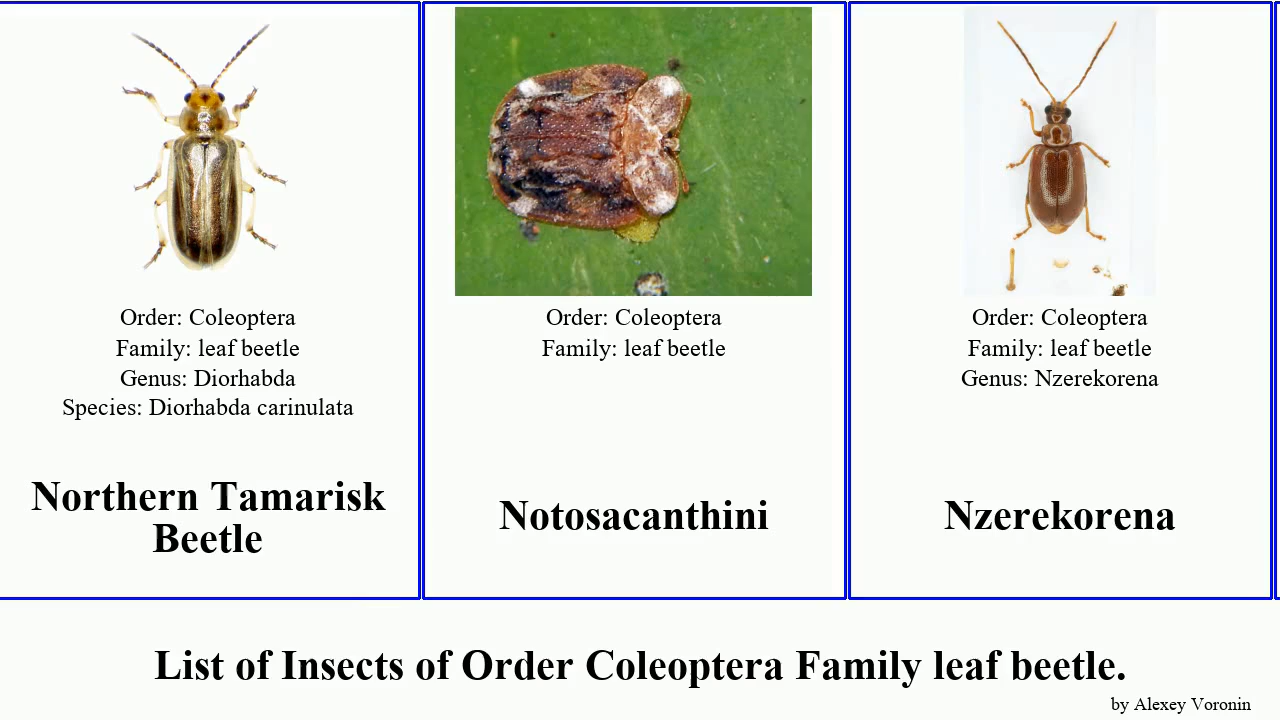 Order: Coleoptera
Family: leaf beetle
Genus: Diorhabda
Species: Diorhabda carinulata
Northern Tamarisk
Beetle
Order: Coleoptera
Family: leaf beetle
Notosacanthini
Order: Coleoptera
Family: leaf beetle
Genus: Nzerekorena
Nzerekorena
List of Insects of Order Coleoptera Family leaf beetle.
by Alexey Voronin